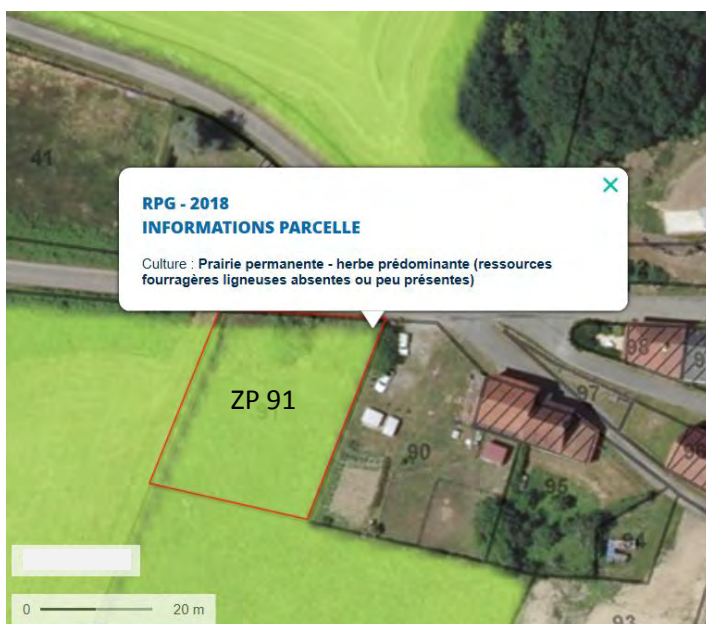 41
RPG - 2018
INFORMATIONS PARCELLE
Culture : Prairie permanente - herbe prédominante (ressources
fourragères ligneuses absentes ou peu présentes)
ZP 91
98
97
90
95
94
93
0 20 m